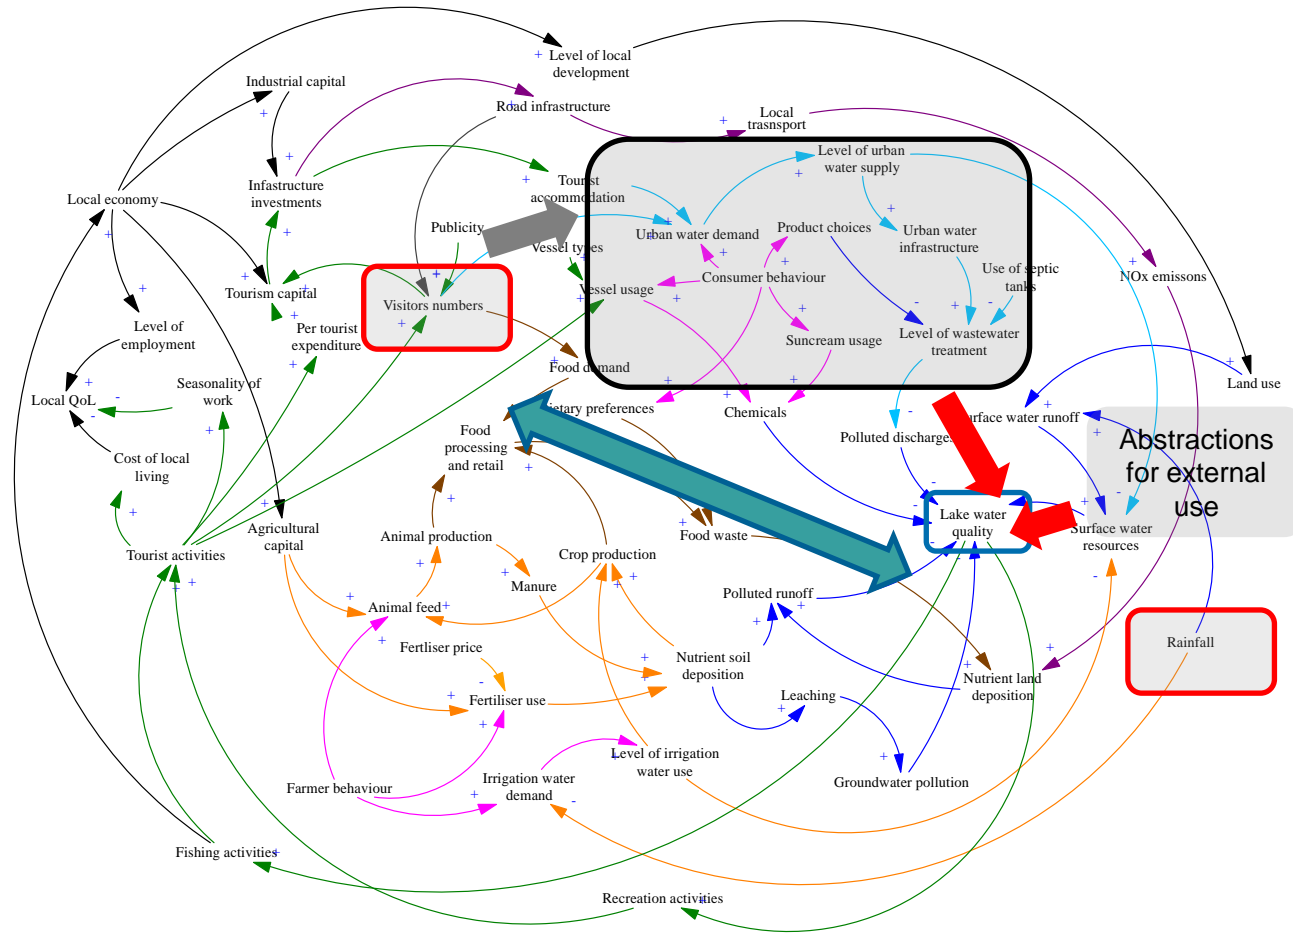 Level of local
development
Industrial capital
Road infrastructure
Local
trasnsport
Level of urban
water supply
Infastructure
investments
Tourist
accommodation
Local economy
Publicity
Urban water demand
Product choices
Urban water
infrastructure
Vessel types
Consumer behaviour
Use of septic
tanks
NOx emissons
Tourism capital
Vessel usage
Visitors numbers
Level of
employment
Per tourist
expenditure
Suncream usage
Level of wastewater
treatment
Food demand
Land use
Local QoL
Seasonality of
work
etary preferences
Chemicals
urface water runoff
Polluted discharges
Abstractions
for external
use
Food
processing
and retail
Cost of local
living
Agricultural
capital
Lake water
quality
Surface water
resources
Animal production
Food waste
Tourist activities
Crop production
Manure
Polluted runoff
Animal feed
Rainfall
Fertliser price
Nutrient soil
deposition
Nutrient land
deposition
Fertiliser use
Leaching
Level of irrigation
water use
Farmer behaviour
Irrigation water
demand
Groundwater pollution
Fishing activities
Recreation activities